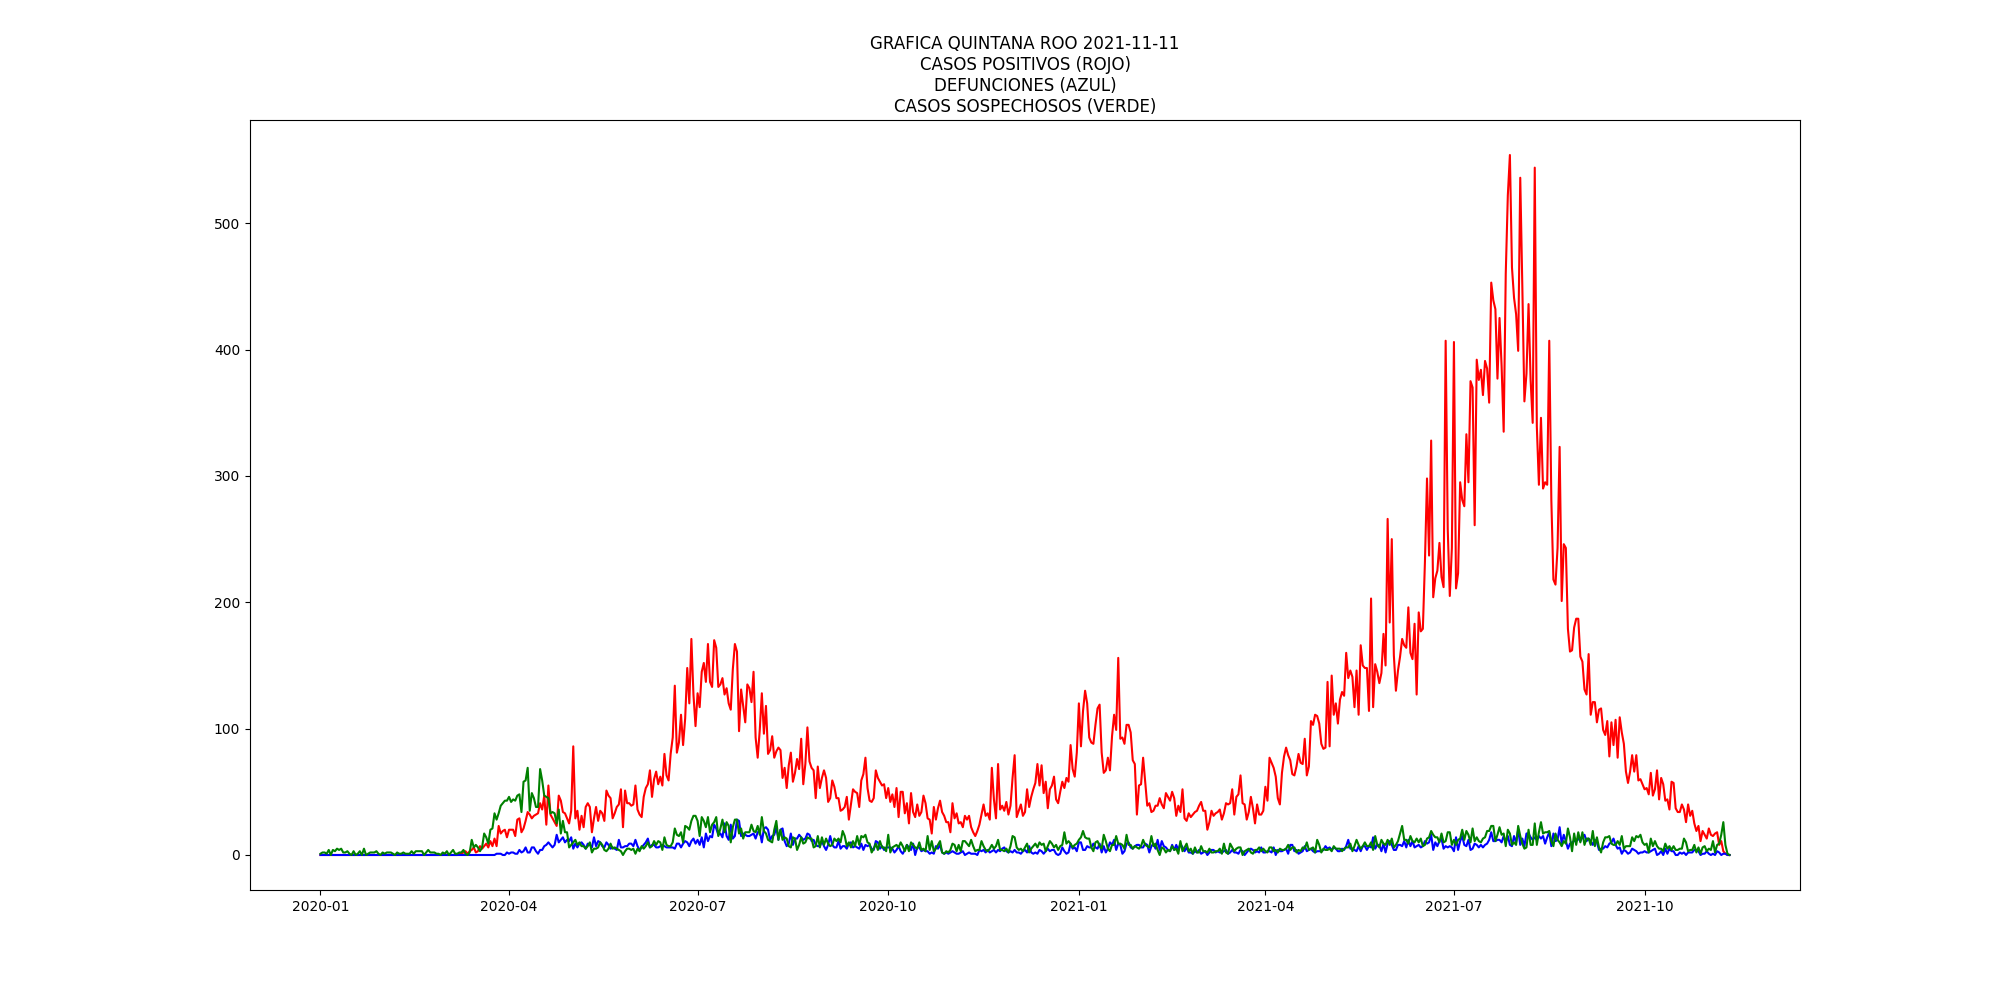 GRAFICA QUINTANA ROO 2021-11-11
CASOS POSITIVOS (ROJO)
DEFUNCIONES (AZUL)
CASOS SOSPECHOSOS (VERDE)
500
400
300
200
100
0
2020-01 2020-04 2020-07 2020-10 2021-01 2021-04 2021-07 2021-10